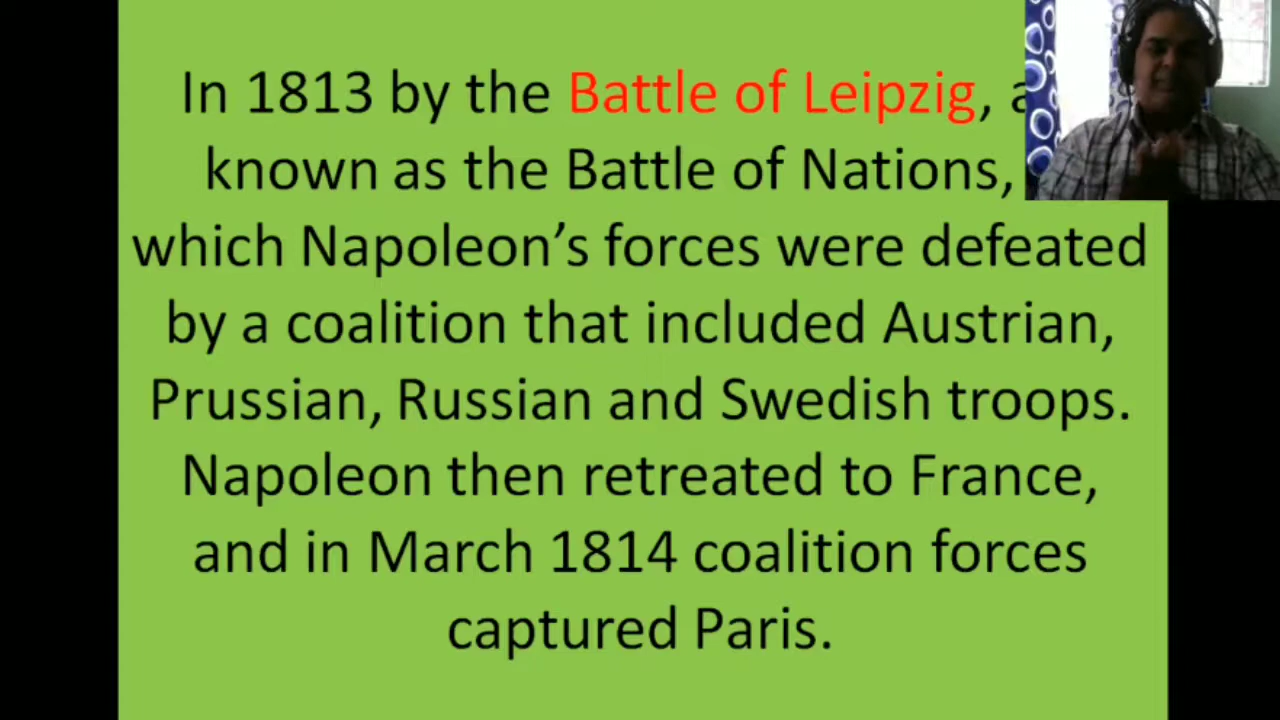 In 1813 by the Battle of Leipzig,
known as the Battle of Nations,
which Napoleon’s forces were defeated
by a coalition that included Austrian,
Prussian, Russian and Swedish troops.
Napoleon then retreated to France,
and in March 1814 coalition forces
captured Paris.